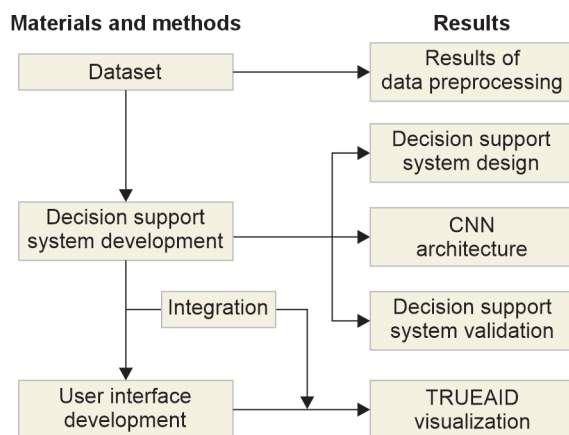 Materials and methods
Results
Dataset
Results of
data preprocessing
Decision support
system design
Decision support
system development
CNN
architecture
Integration
Decision support
system validation
User interface
development
TRUEAID
visualization